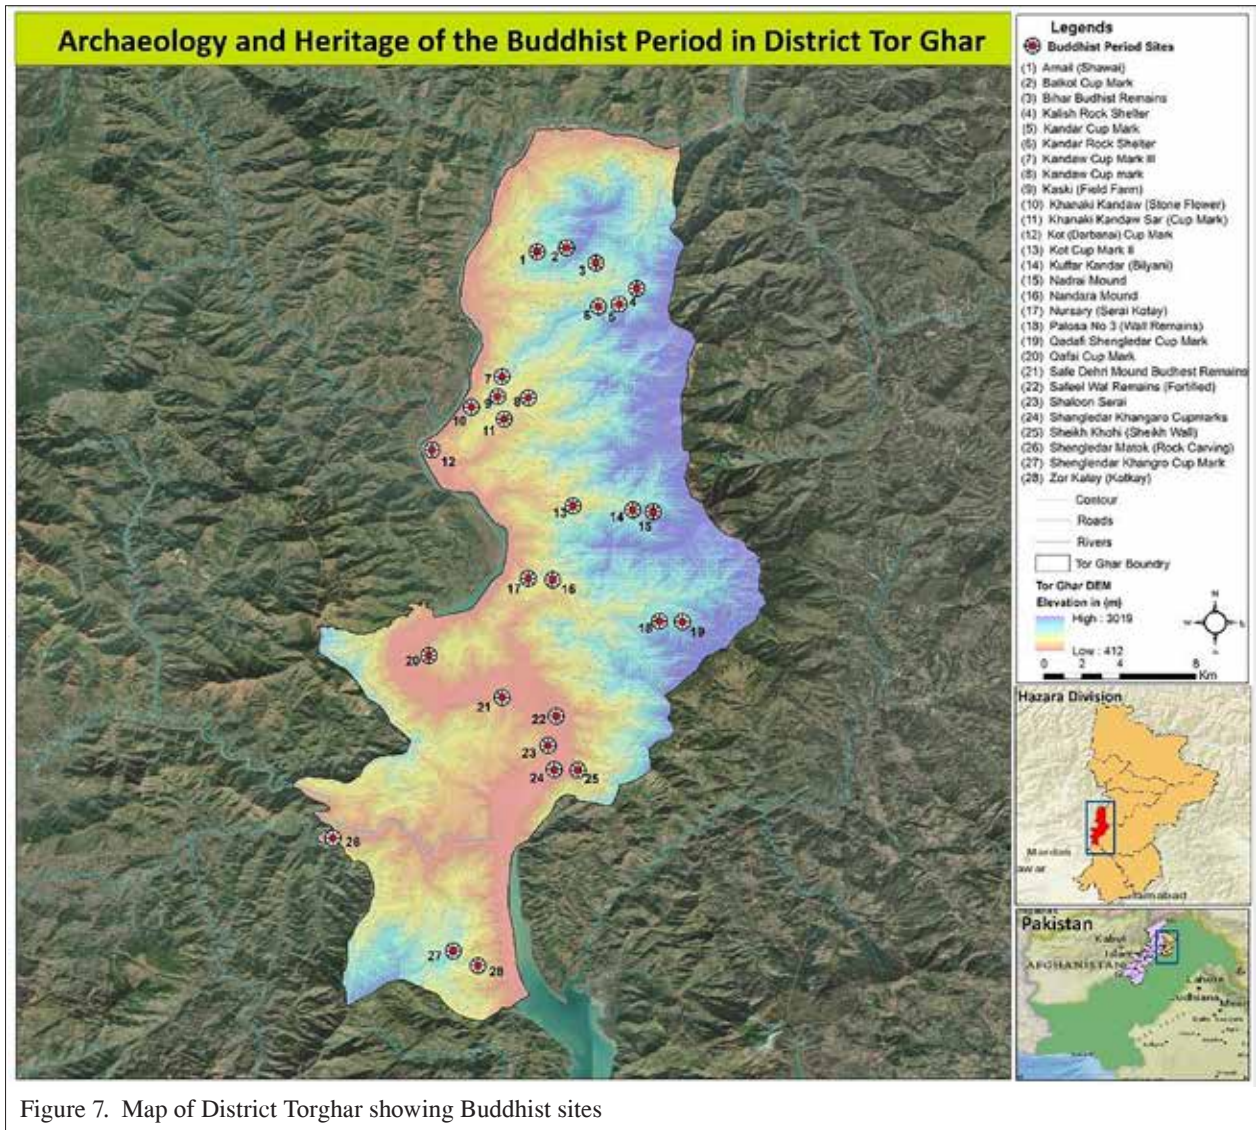 Archaeology and Heritage of the Buddhist Period in District Tor Ghar
Legends
Buddhist Period Sites
(1) Amail (Shawai)
(2) Batkot Cup Mark
(3) Bihar Budhist Remains
(4) Kalish Rock Shelter
(5) Kandar Cup Mark
(6) Kandar Rock Shelter
(7) Kandaw Cup Mark III
(8) Kandaw Cup mark
(9) Kaski (Field Farm)
(10) Khanaki Kandaw (Stone Flower)
(11) Khanaki Kandaw Sar (Cup Mark)
(12) Kot (Darbanai) Cup Mark
(13) Kot Cup Mark II
(14) Kuffar Kandar (Bilyani)
(15) Nadrai Mound
(16) Nandara Mound
(17) Nursary (Serai Kotay)
(18) Palosa No 3 (Wall Remains)
(19) Qadafi Shengledar Cup Mark
(20) Qafai Cup Mark
(21) Safe Dehri Mound Budhest Remains
(22) Safeel Wal Remains (Fortified)
(23) Shaloon Serai
(24) Shangledar Khangaro Cupmarks
(25) Sheikh Khohi (Sheikh Wall)
(26) Shengledar Matok (Rock Carving)
(27) Shenglendar Khangro Cup Mark
(28) Zor Kalay (Kotkay)
Contour
Roads
Rivers
Tor Ghar Boundry
Tor Ghar DEM
Elevation in (m)
High : 3019
Low : 412
N
W
E
S
0 2 4 8
Km
1
2
3
4
6
5
7
9
8
10
11
12
13
14
15
17
16
18
19
20
21
22
23
24
25
26
27
28
Hazara Division
Mardan
awar
Pakistan
Kabul
AFGHANISTAN
Lahore
Figure 7. Map of District Torghar showing Buddhist sites